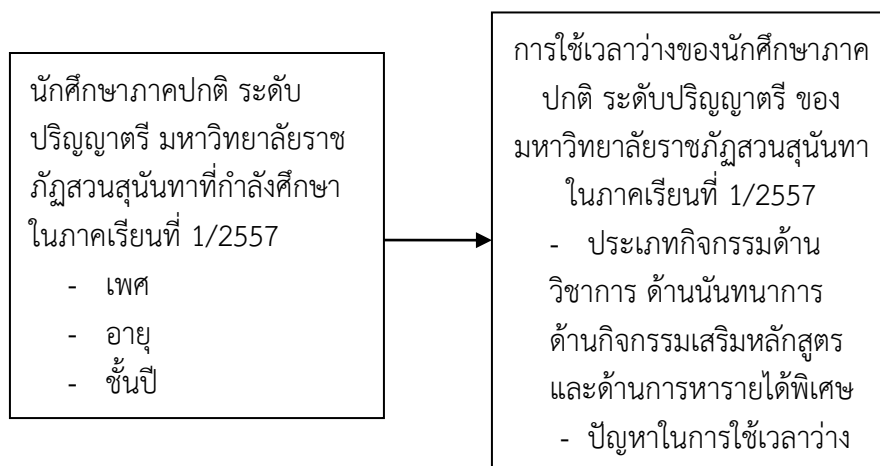 นักศึกษาภาคปกติ ระดับ
ปริญญาตรี มหาวิทยาลัยราช
ภัฏสวนสุนันทาที่กำลังศึกษา
ในภาคเรียนที่ 1/2557
- เพศ
- อายุ
- ชั้นปี
การใช้เวลาว่างของนักศึกษาภาค
ปกติ ระดับปริญญาตรี ของ
มหาวิทยาลัยราชภัฏสวนสุนันทา
ในภาคเรียนที่ 1/2557
- ประเภทกิจกรรมด้าน
วิชาการ ด้านนันทนาการ
ด้านกิจกรรมเสริมหลักสูตร
และด้านการหารายได้พิเศษ
- ปัญหาในการใช้เวลาว่าง